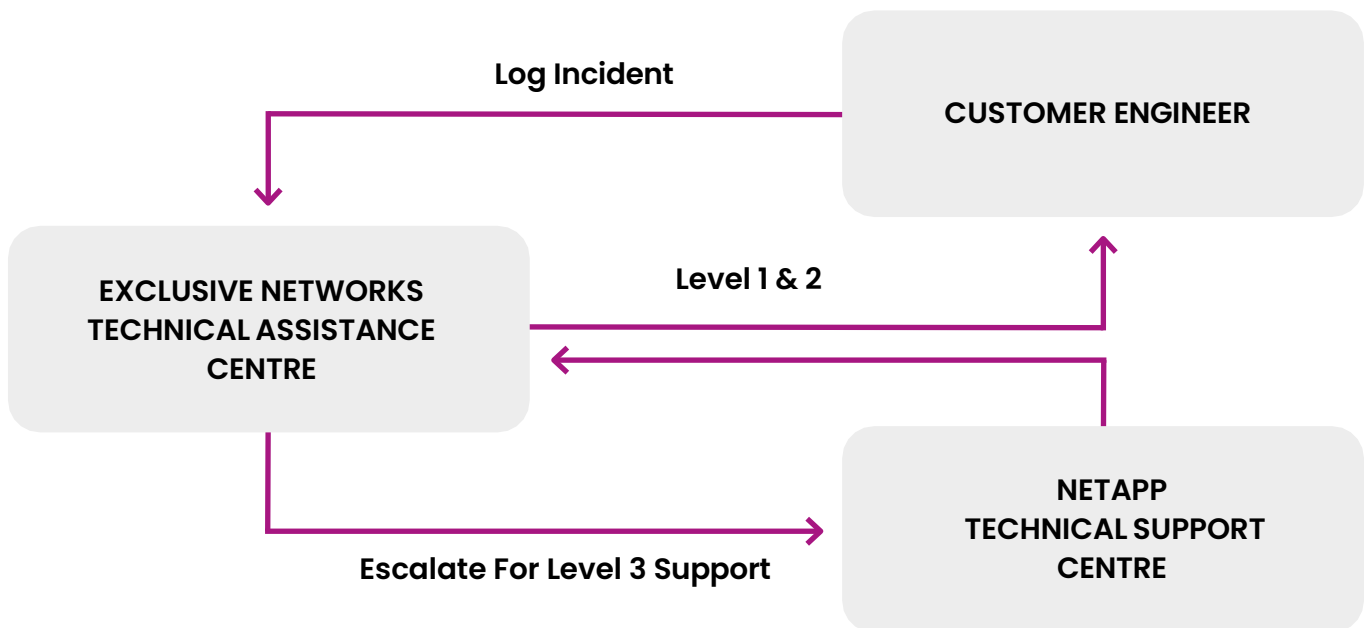 Log Incident
CUSTOMER ENGINEER
EXCLUSIVE NETWORKS
TECHNICAL ASSISTANCE
CENTRE
Level 1 & 2
NETAPP
TECHNICAL SUPPORT
CENTRE
Escalate For Level 3 Support